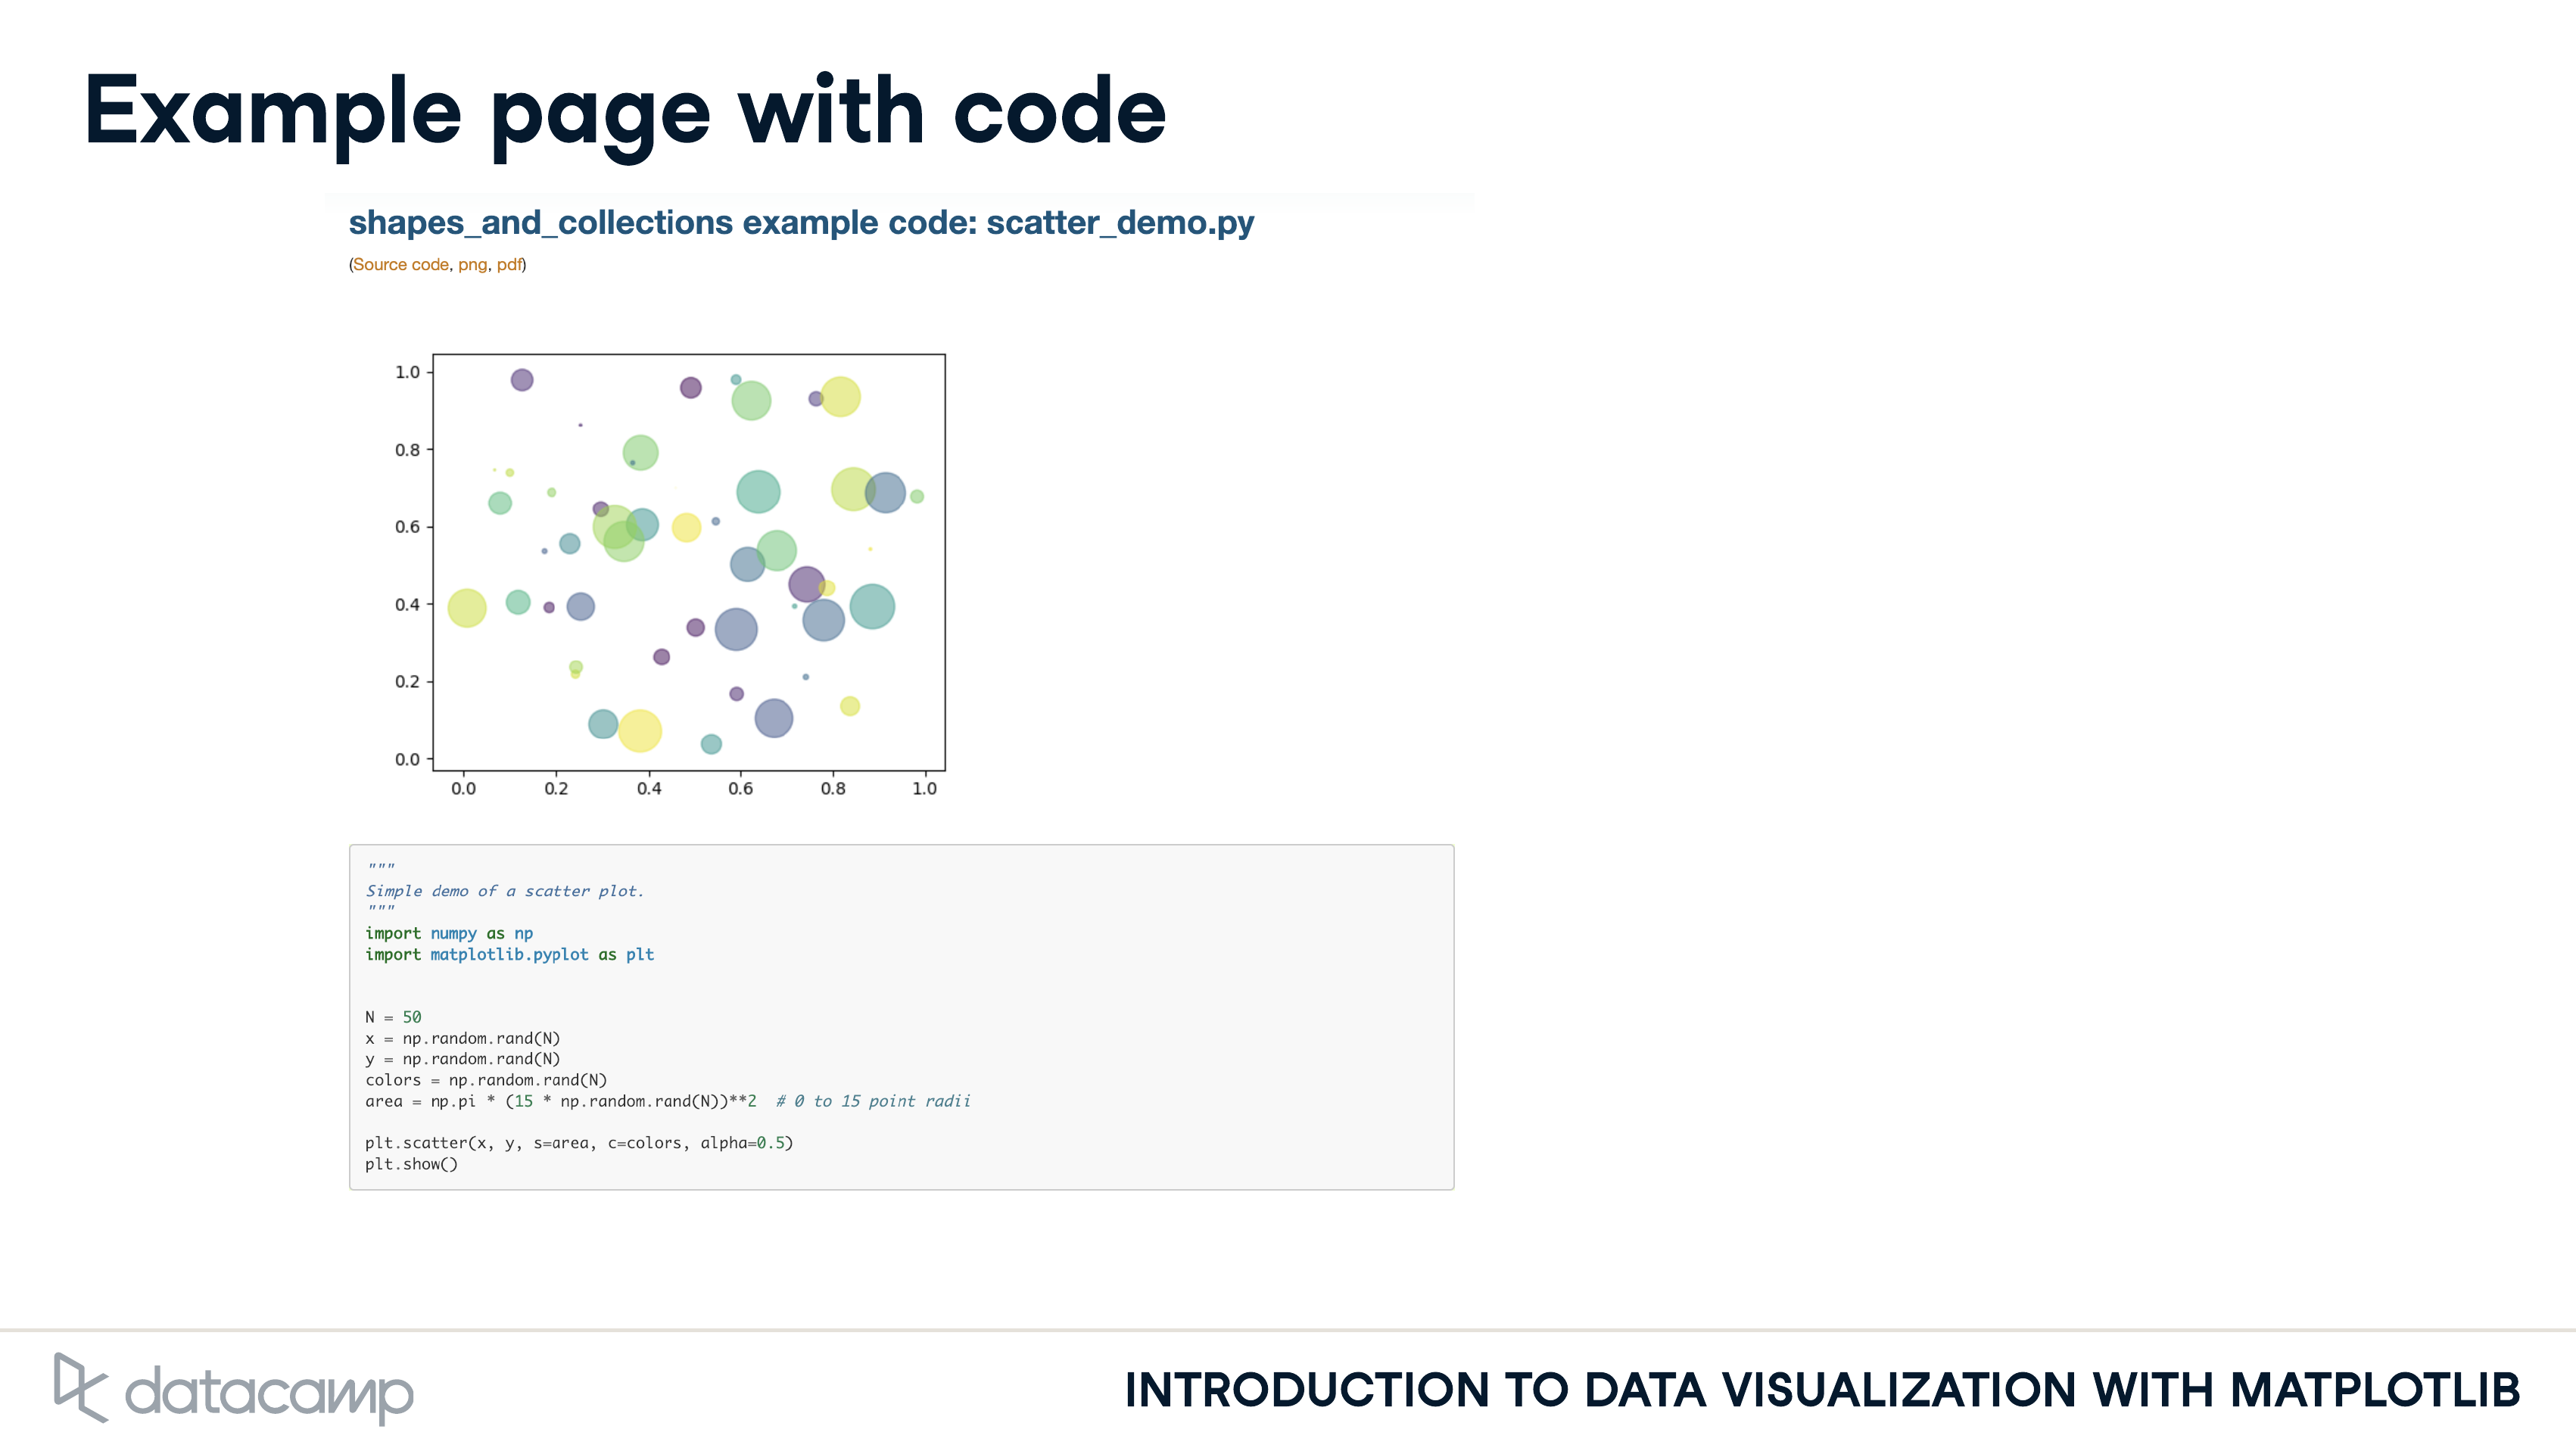 Example page with code
shapes_and_collections example code: scatter_demo.py
(Source code, png, pdf)
1.0
0.8
0.6
0.4
0.2
0.0
0.0 0.2 0.4 0.6 0.8 1.0
"""
Simple demo of a scatter plot.
"""
import numpy as np
import matplotlib.pyplot as plt
N = 50
x = np.random.rand(N)
y = np.random.rand(N)
colors = np.random.rand(N)
area = np.pi * (15 * np.random.rand(N))**2  # 0 to 15 point radii
plt.scatter(x, y, s=area, c=colors, alpha=0.5)
plt.show()
datacamp
INTRODUCTION TO DATA VISUALIZATION WITH MATPLOTLIB